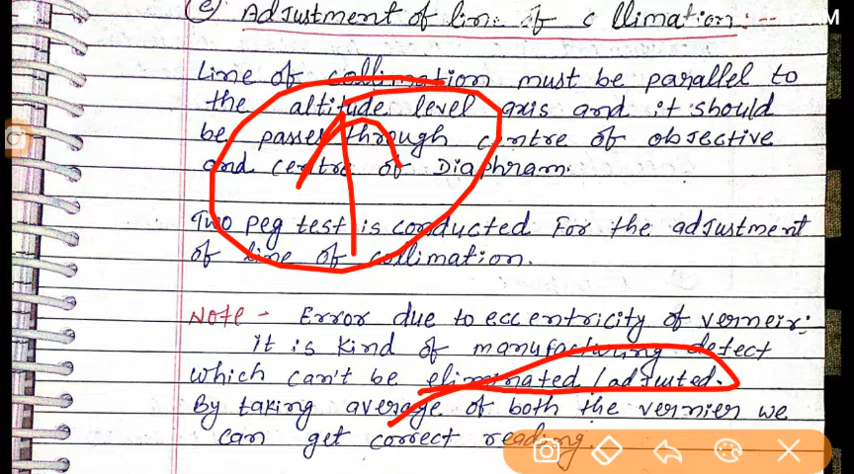 (e) Adjustment of line of collimation :--
M
Line of collimation must be parallel to
the altitude level axis and it should
be passes through centre of objective
and centre of Diaphram.
Two peg test is conducted For the adjustment
of line of collimation.
Note - Error due to eccentricity of verneir:
it is kind of manufacturing defect
which can't be eliminated / adjusted.
By taking average of both the vernier we
can get correct reading.